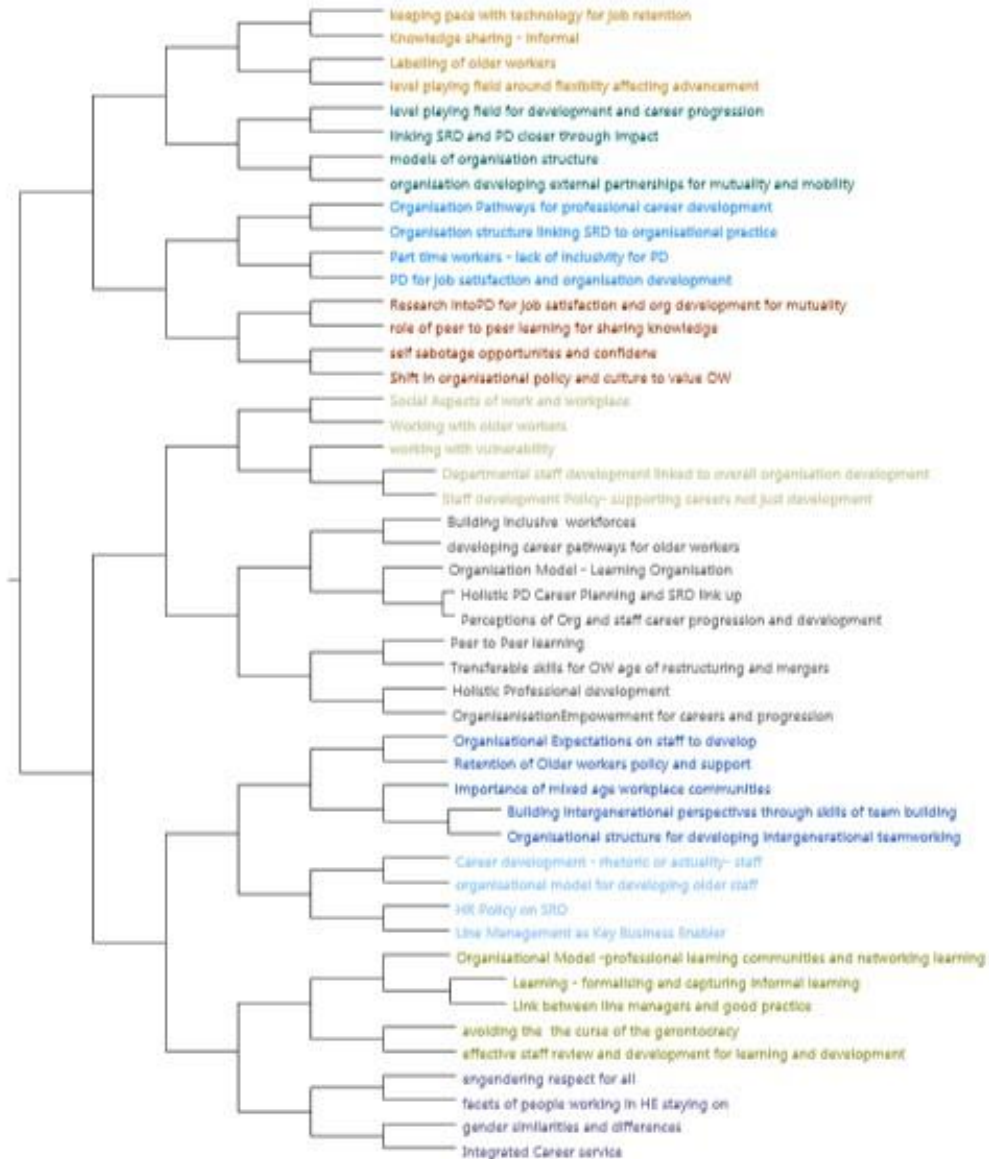 keeping pace with technology for job retention
Knowledge sharing - informal
Labelling of older workers
level playing field around flexibilty affecting advancement
level playing field for development and career progression
linking SRD and PD closer through impact
models of organisation structure
organisation developing external partnerships for mutuality and mobility
Organisation Pathways for professional career development
Organisation structure linking SRD to organisational practice
Part time workers - lack of inclusivity for PD
PD for job satisfaction and organisation development
Research intoPD for job satisfaction and org development for mutuality
role of peer to peer learning for sharing knowledge
self sabotage opportunites and confidene
Shift in organisational policy and culture to value OW
Social Aspects of work and workplace
Working with older workers
working with vulnerability
Departmental staff development linked to overall organisation development
Staff development Policy- supporting careers not just development
Building inclusive workforces
developing career pathways for older workers
Organisation Model - Learning Organisation
Holistic PD Career Planning and SRD link up
Perceptions of Org and staff career progression and development
Peer to Peer learning
Transferable skills for OW age of restructuring and mergers
Holistic Professional development
OrganisanisationEmpowerment for careers and progression
Organisational Expectations on staff to develop
Retention of Older workers policy and support
Importance of mixed age workplace communities
Building intergenerational perspectives through skills of team building
Organisational structure for developing intergenerational teamworking
Career development - rhetoric or actuality- staff
organisational model for developing older staff
HR Policy on SRD
Line Management as Key Business Enabler
Organisational Model -professional learning communities and networking learning
Learning - formalising and capturing informal learning
Link between line managers and good practice
avoiding the the curse of the gerontocracy
effective staff review and development for learning and development
engendering respect for all
facets of people working in HE staying on
gender similarities and differences
Integrated Career service